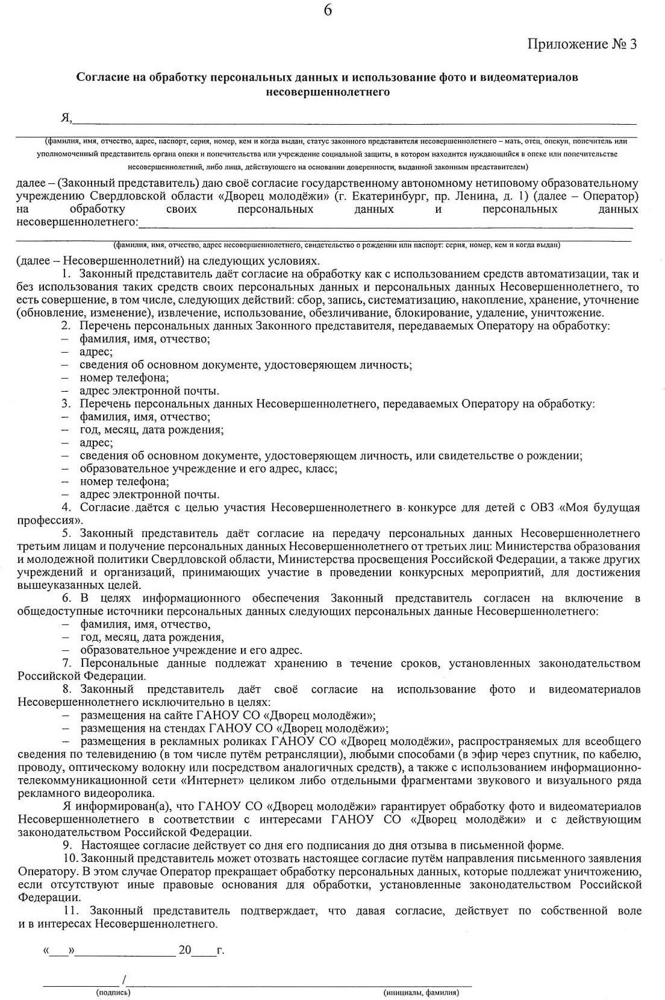 6
Приложение № 3
Согласие на обработку персональных данных и использование фото и видеоматериалов
несовершеннолетнего
Я,
(фамилия, имя, отчество, адрес, паспорт, серия, номер, кем и когда выдан, статус законного представителя несовершеннолетнего – мать, отец, опекун, попечитель или
уполномоченный представитель органа опеки и попечительства или учреждение социальной защиты, в котором находится нуждающийся в опеке или попечительстве
несовершеннолетний, либо лица, действующего на основании доверенности, выданной законным представителем)
далее – (Законный представитель) даю своё согласие государственному автономному нетиповому образовательному
учреждению Свердловской области «Дворец молодёжи» (г. Екатеринбург, пр. Ленина, д. 1) (далее – Оператор)
на обработку своих персональных данных и персональных данных
несовершеннолетнего:
(фамилия, имя, отчество, адрес несовершеннолетнего, свидетельство о рождении или паспорт: серия, номер, кем и когда выдан)
(далее – Несовершеннолетний) на следующих условиях.
1. Законный представитель даёт согласие на обработку как с использованием средств автоматизации, так и
без использования таких средств своих персональных данных и персональных данных Несовершеннолетнего, то
есть совершение, в том числе, следующих действий: сбор, запись, систематизацию, накопление, хранение, уточнение
(обновление, изменение), извлечение, использование, обезличивание, блокирование, удаление, уничтожение.
2. Перечень персональных данных Законного представителя, передаваемых Оператору на обработку:
– фамилия, имя, отчество;
– адрес;
– сведения об основном документе, удостоверяющем личность;
– номер телефона;
– адрес электронной почты.
3. Перечень персональных данных Несовершеннолетнего, передаваемых Оператору на обработку:
– фамилия, имя, отчество;
– год, месяц, дата рождения;
– адрес;
– сведения об основном документе, удостоверяющем личность, или свидетельстве о рождении;
– образовательное учреждение и его адрес, класс;
– номер телефона;
– адрес электронной почты.
4. Согласие даётся с целью участия Несовершеннолетнего в конкурсе для детей с ОВЗ «Моя будущая
профессия».
5. Законный представитель даёт согласие на передачу персональных данных Несовершеннолетнего
третьим лицам и получение персональных данных Несовершеннолетнего от третьих лиц: Министерства образования
и молодежной политики Свердловской области, Министерства просвещения Российской Федерации, а также других
учреждений и организаций, принимающих участие в проведении конкурсных мероприятий, для достижения
вышеуказанных целей.
6. В целях информационного обеспечения Законный представитель согласен на включение в
общедоступные источники персональных данных следующих персональных данные Несовершеннолетнего:
– фамилия, имя, отчество,
– год, месяц, дата рождения,
– образовательное учреждение и его адрес.
7. Персональные данные подлежат хранению в течение сроков, установленных законодательством
Российской Федерации.
8. Законный представитель даёт своё согласие на использование фото и видеоматериалов
Несовершеннолетнего исключительно в целях:
– размещения на сайте ГАНОУ СО «Дворец молодёжи»;
– размещения на стендах ГАНОУ СО «Дворец молодёжи»;
– размещения в рекламных роликах ГАНОУ СО «Дворец молодёжи», распространяемых для всеобщего
сведения по телевидению (в том числе путём ретрансляции), любыми способами (в эфир через спутник, по кабелю,
проводу, оптическому волокну или посредством аналогичных средств), а также с использованием информационно-
телекоммуникационной сети «Интернет» целиком либо отдельными фрагментами звукового и визуального ряда
рекламного видеоролика.
Я информирован(а), что ГАНОУ СО «Дворец молодёжи» гарантирует обработку фото и видеоматериалов
Несовершеннолетнего в соответствии с интересами ГАНОУ СО «Дворец молодёжи» и с действующим
законодательством Российской Федерации.
9. Настоящее согласие действует со дня его подписания до дня отзыва в письменной форме.
10. Законный представитель может отозвать настоящее согласие путём направления письменного заявления
Оператору. В этом случае Оператор прекращает обработку персональных данных, которые подлежат уничтожению,
если отсутствуют иные правовые основания для обработки, установленные законодательством Российской
Федерации.
11. Законный представитель подтверждает, что давая согласие, действует по собственной воле
и в интересах Несовершеннолетнего.
«___»________________ 20____г.
____________ /
(подпись) (инициалы, фамилия)